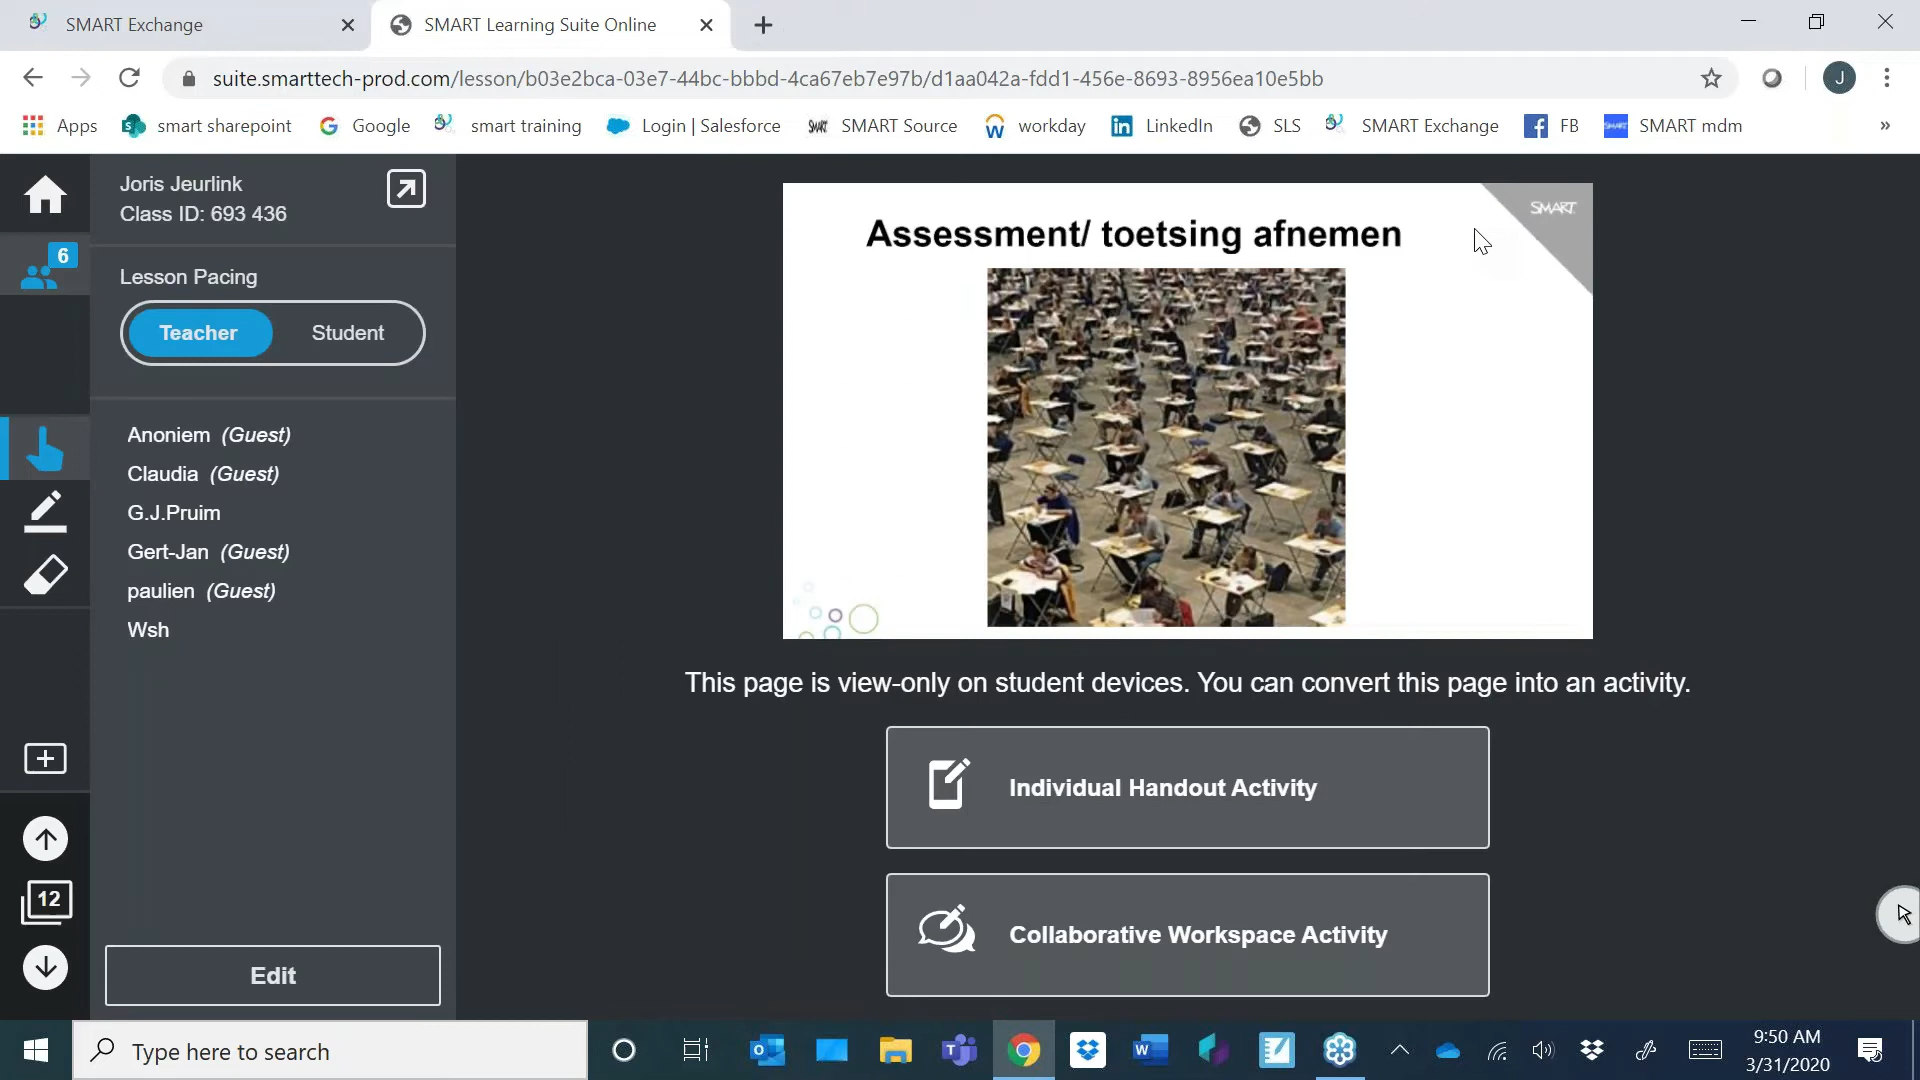 SMART Exchange
SMART Learning Suite Online
suite.smarttech-prod.com/lesson/b03e2bca-03e7-44bc-bbbd-4ca67eb7e97b/d1aa042a-fdd1-456e-8693-8956ea10e5bb
J
Apps
smart sharepoint
Google
smart training
Login | Salesforce
SMART SMART Source
workday
LinkedIn
SLS
SMART Exchange
FB
SMART mdm
»
Joris Jeurlink
Class ID: 693 436
6
Lesson Pacing
Teacher
Student
Anoniem (Guest)
Claudia (Guest)
G.J.Pruim
Gert-Jan (Guest)
paulien (Guest)
Wsh
12
Edit
SMART
Assessment/ toetsing afnemen
This page is view-only on student devices. You can convert this page into an activity.
Individual Handout Activity
Collaborative Workspace Activity
Type here to search
9:50 AM
3/31/2020